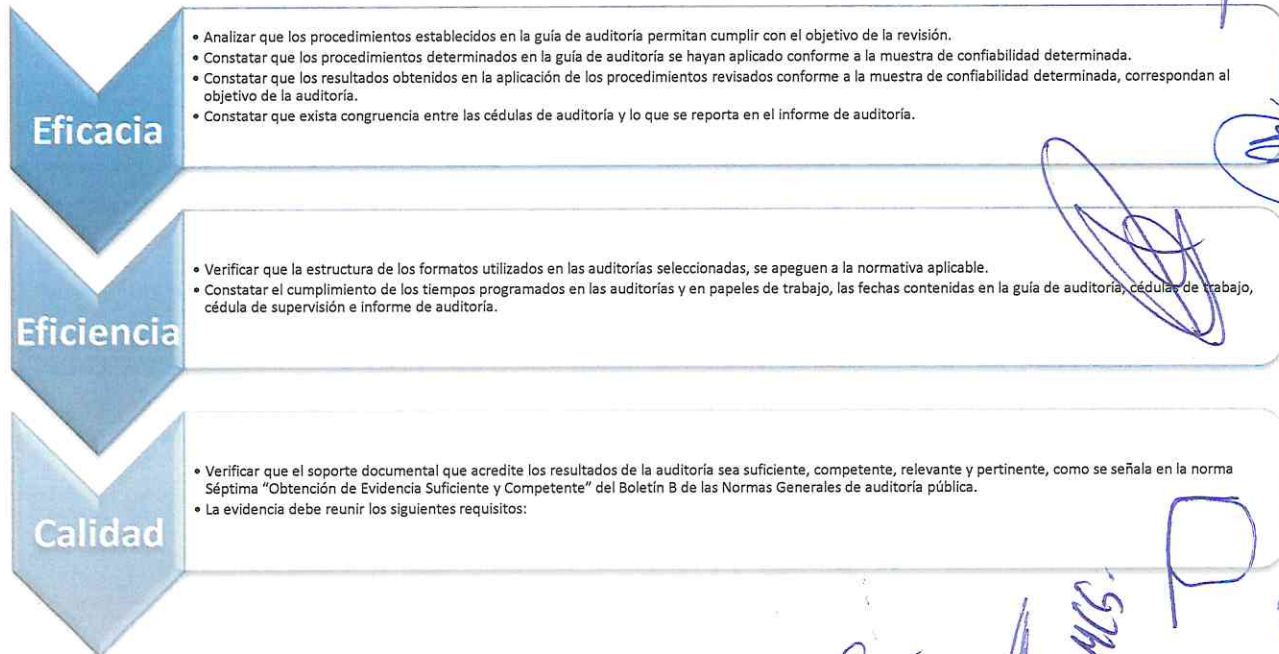 Eficacia
• Analizar que los procedimientos establecidos en la guía de auditoría permitan cumplir con el objetivo de la revisión.
• Constatar que los procedimientos determinados en la guía de auditoría se hayan aplicado conforme a la muestra de confiabilidad determinada.
• Constatar que los resultados obtenidos en la aplicación de los procedimientos revisados conforme a la muestra de confiabilidad determinada, correspondan al
objetivo de la auditoría.
• Constatar que exista congruencia entre las cédulas de auditoría y lo que se reporta en el informe de auditoría.
Eficiencia
• Verificar que la estructura de los formatos utilizados en las auditorías seleccionadas, se apeguen a la normativa aplicable.
• Constatar el cumplimiento de los tiempos programados en las auditorías y en papeles de trabajo, las fechas contenidas en la guía de auditoría, cédulas de trabajo,
cédula de supervisión e informe de auditoría.
Calidad
• Verificar que el soporte documental que acredite los resultados de la auditoría sea suficiente, competente, relevante y pertinente, como se señala en la norma
Séptima “Obtención de Evidencia Suficiente y Competente” del Boletín B de las Normas Generales de auditoría pública.
• La evidencia debe reunir los siguientes requisitos: